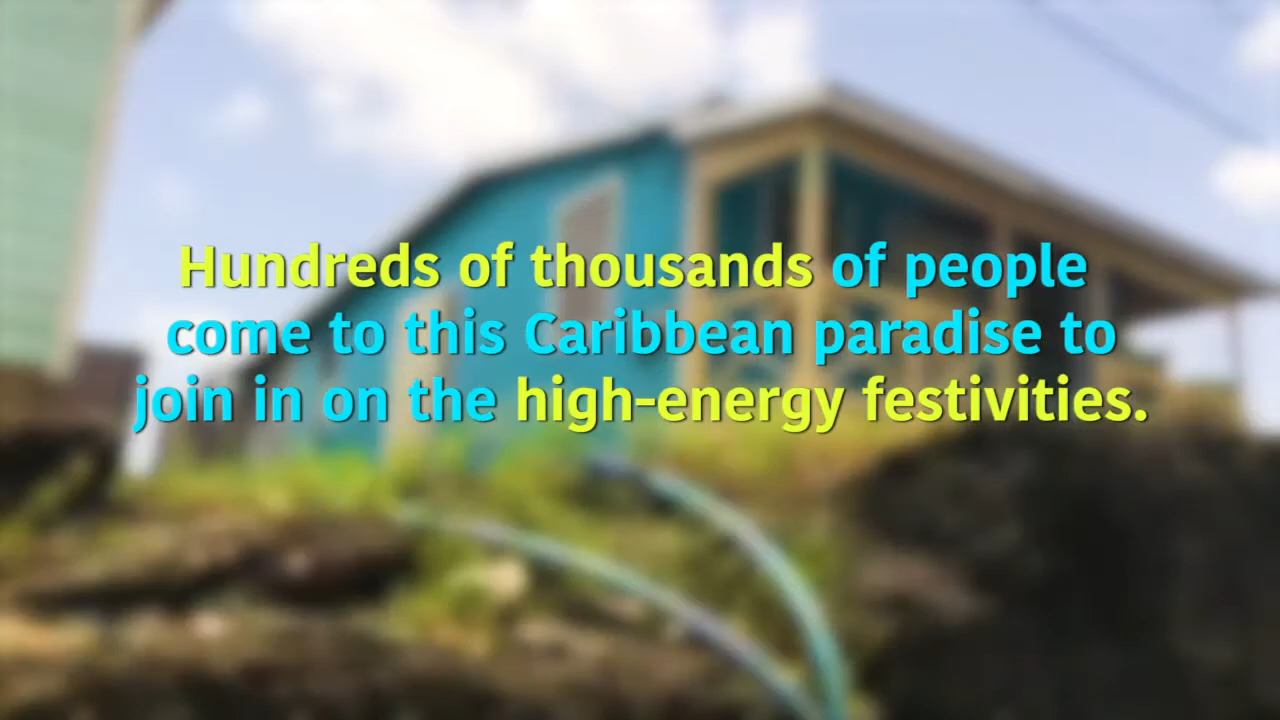 Hundreds of thousands of people
come to this Caribbean paradise to
join in on the high-energy festivities.